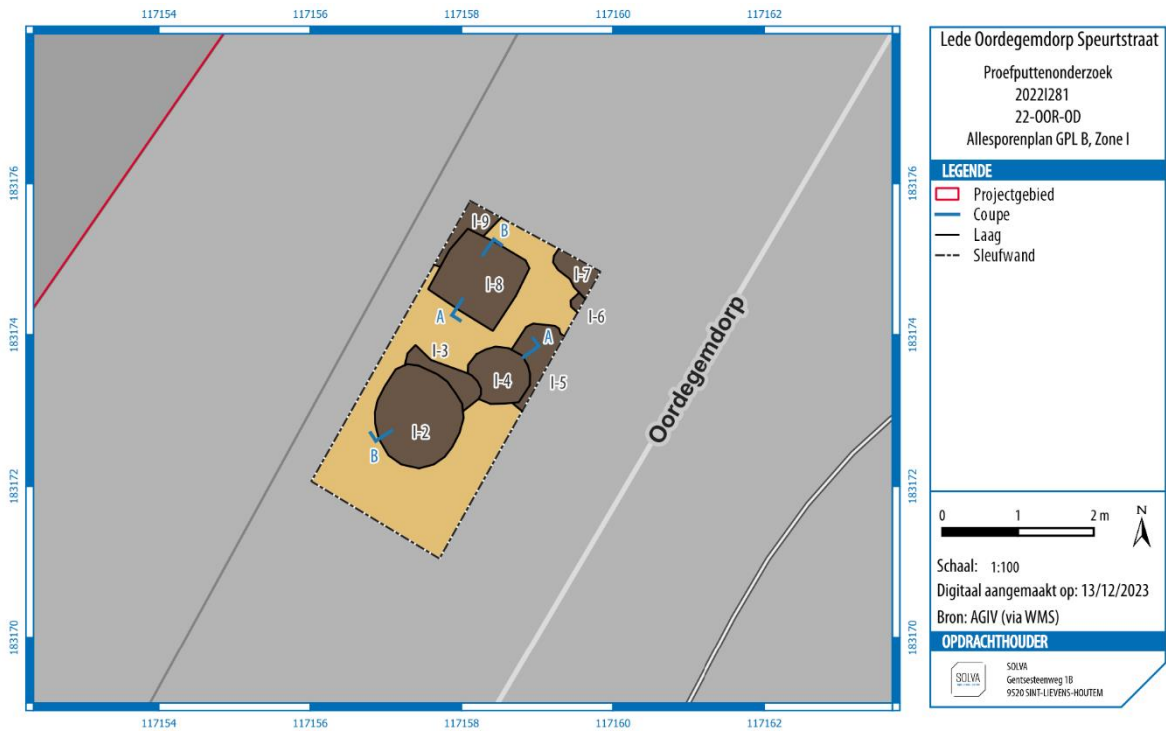 117154
117156
117158
117160
117162
183176
183174
183172
183170
183176
183174
183172
183170
117154
117156
117158
117160
117162
I-9
B
I-8
I-7
A
I-6
A
I-3
I-4
I-5
I-2
B
Oordegemdorp
Lede Oordegemdorp Speurtstraat
Proefputtenonderzoek
2022I281
22-OOR-OD
Allesporenplan GPL B, Zone I
LEGENDE
Projectgebied
Coupe
Laag
Sleufwand
0 1 2 m
N
Schaal: 1:100
Digitaal aangemaakt op: 13/12/2023
Bron: AGIV (via WMS)
OPDRACHTHOUDER
SOLVA
SOLVA
Gentsesteenweg 1B
9520 SINT-LIEVENS-HOUTEM